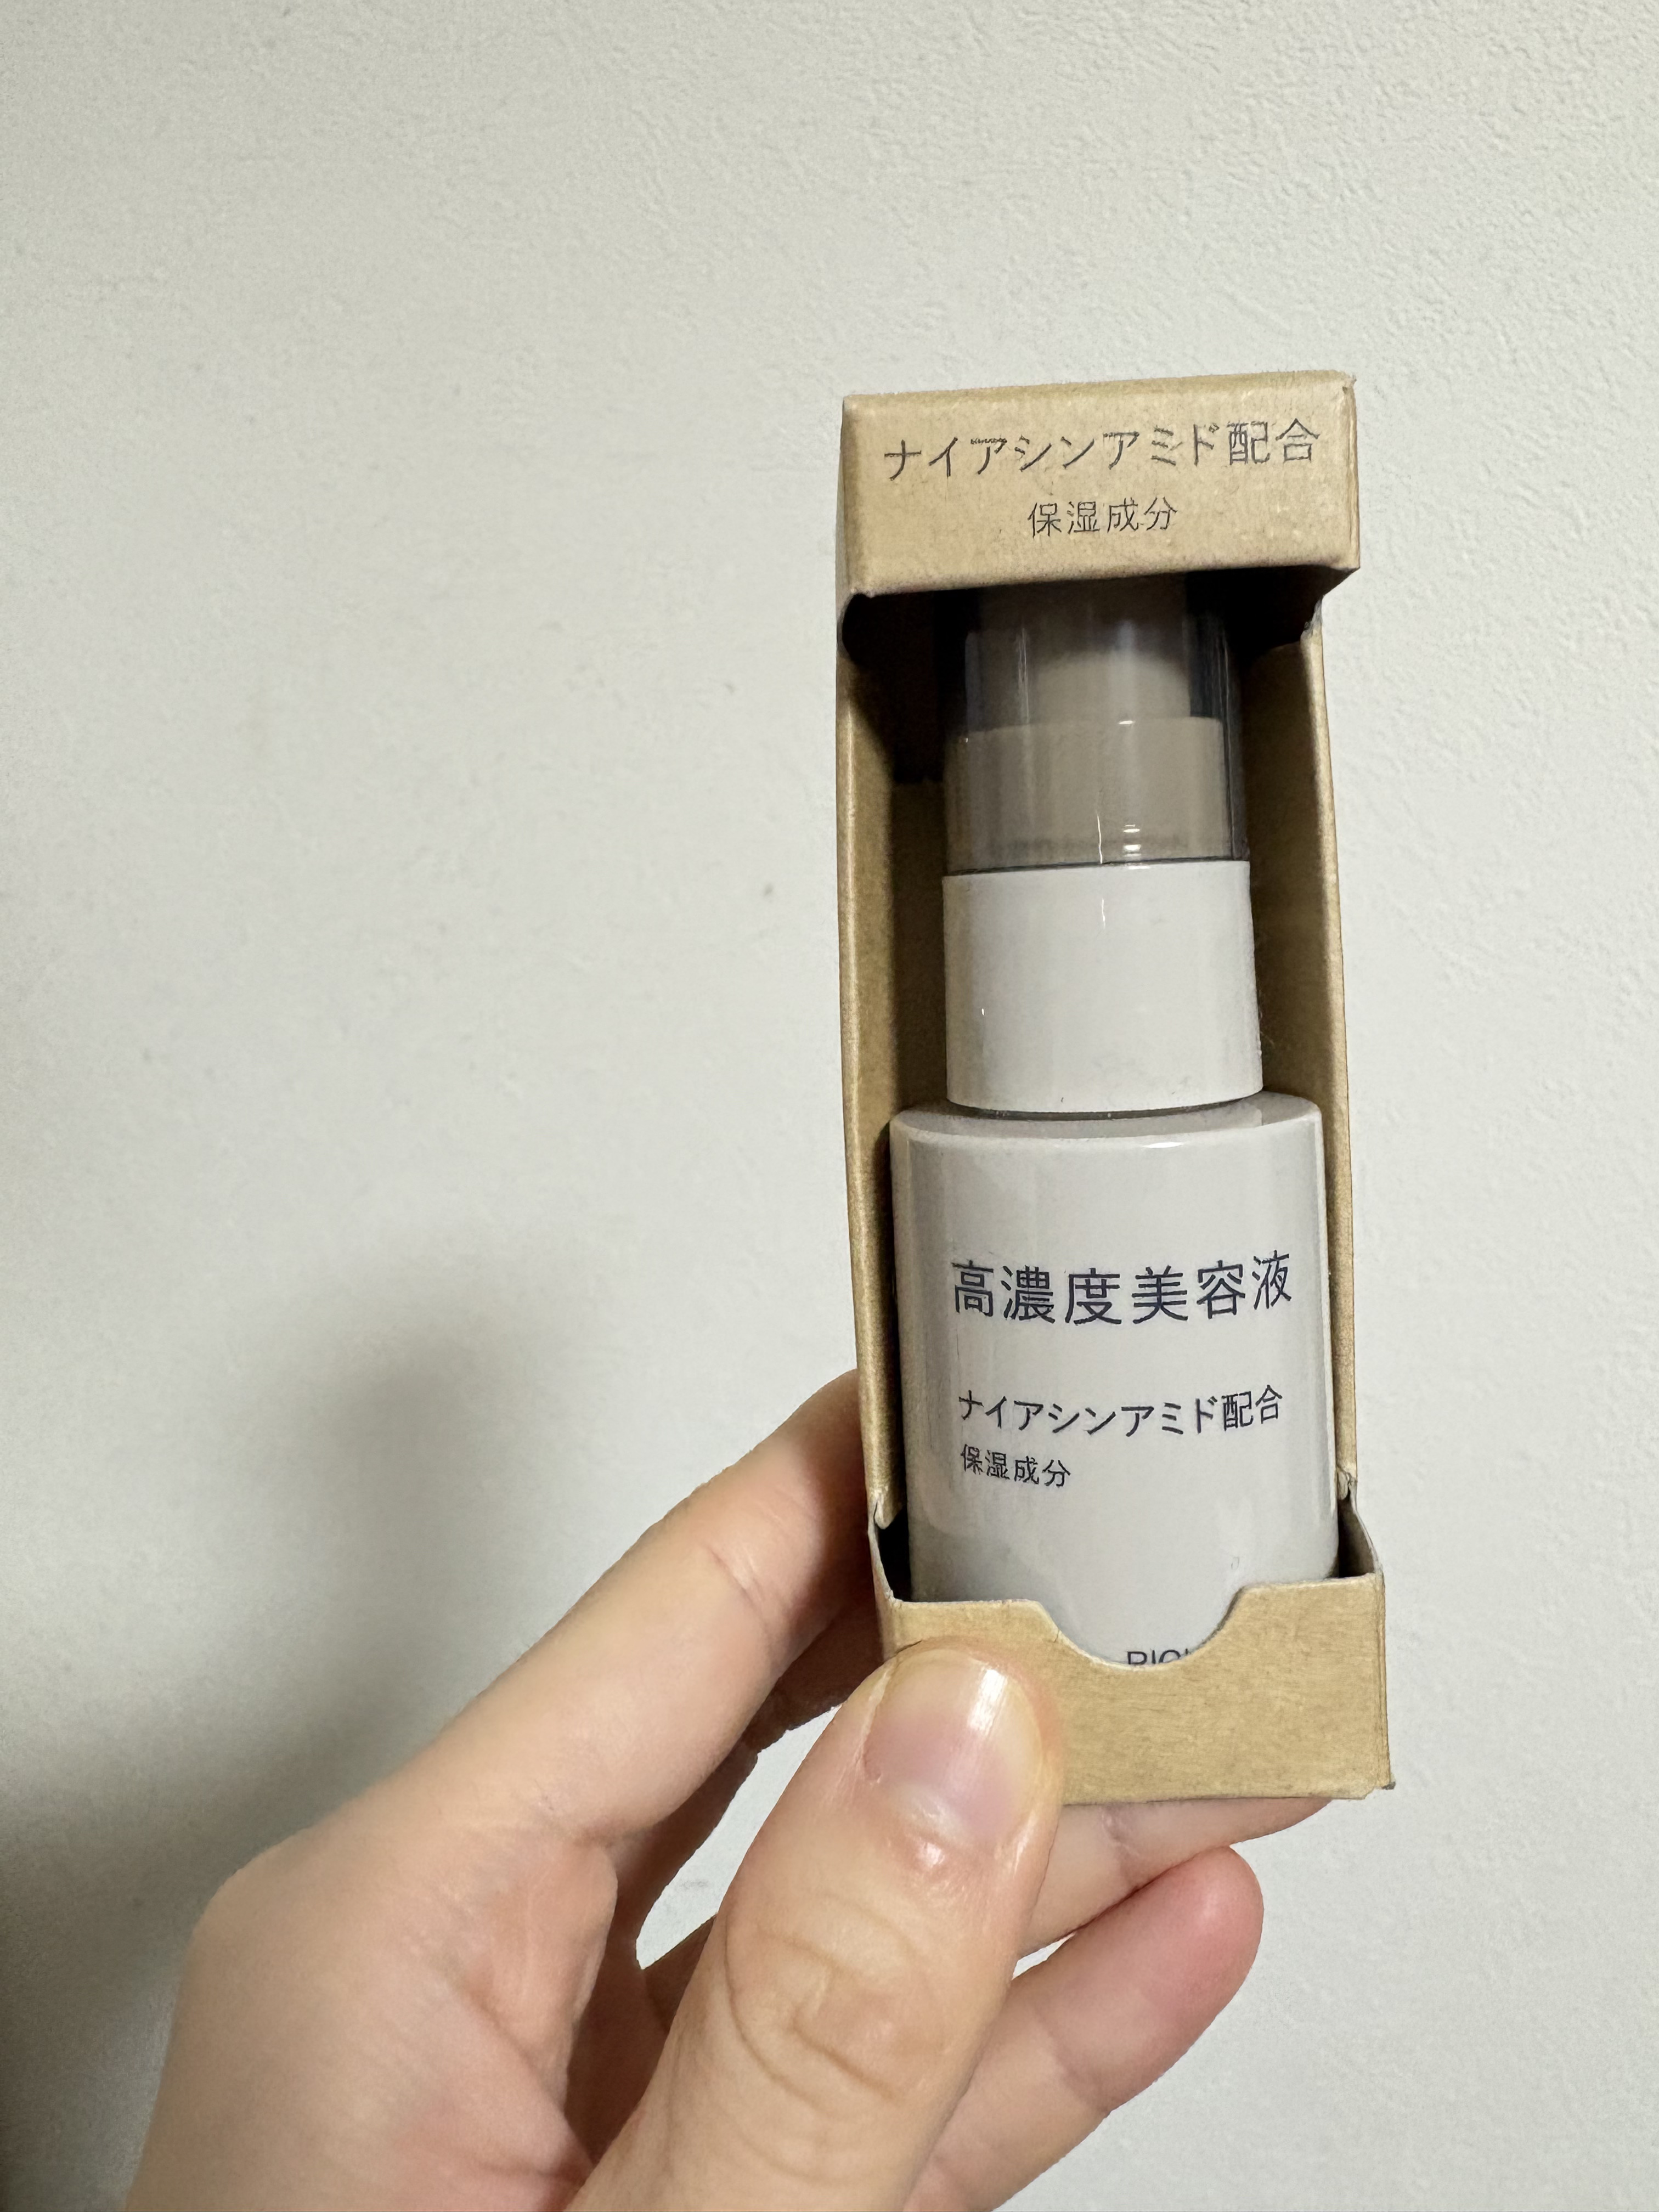 ナイアシンアミド配合
保湿成分
高濃度美容液
ナイアシンアミド配合
保湿成分